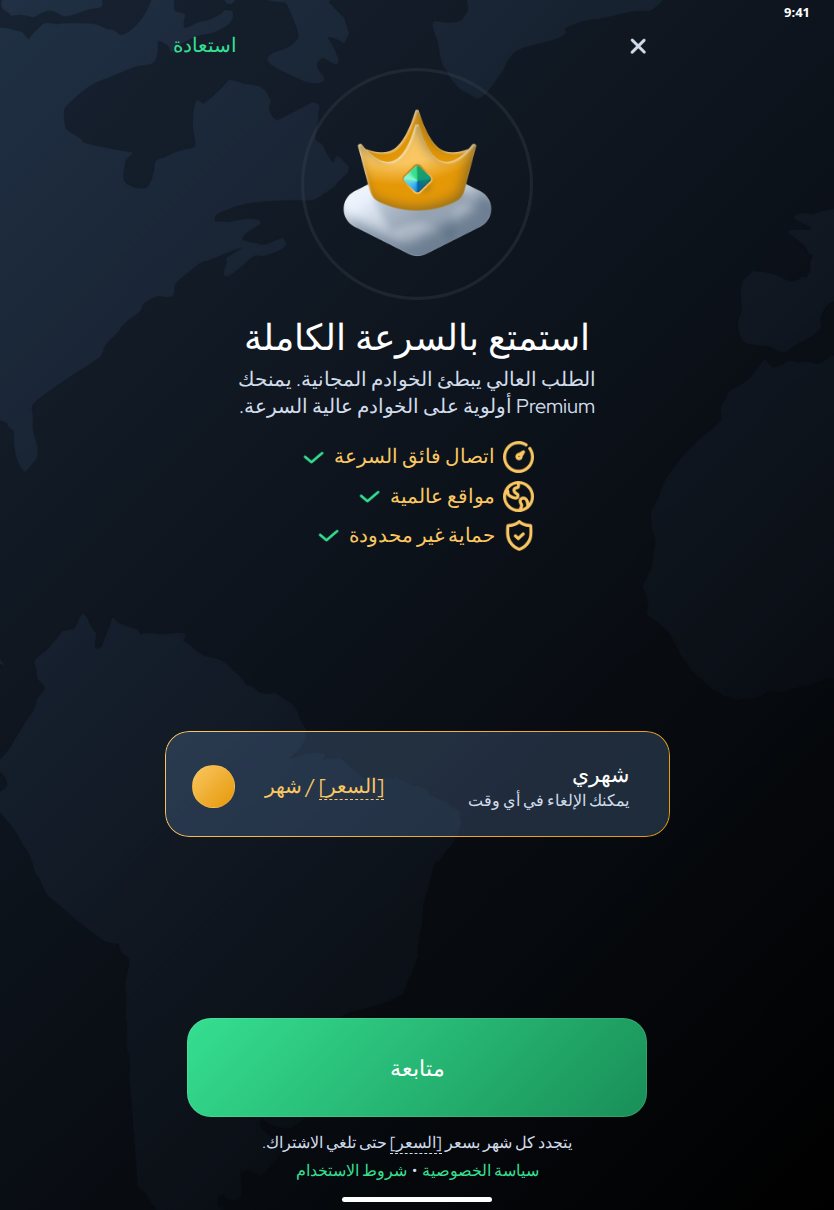 9:41
استعادة
استمتع بالسرعة الكاملة
الطلب العالي يبطئ الخوادم المجانية. يمنحك
Premium أولوية على الخوادم عالية السرعة.
اتصال فائق السرعة
مواقع عالمية
حماية غير محدودة
شهري
يمكنك الإلغاء في أي وقت
[السعر] / شهر
متابعة
يتجدد كل شهر بسعر [السعر] حتى تلغي الاشتراك.
سياسة الخصوصية • شروط الاستخدام